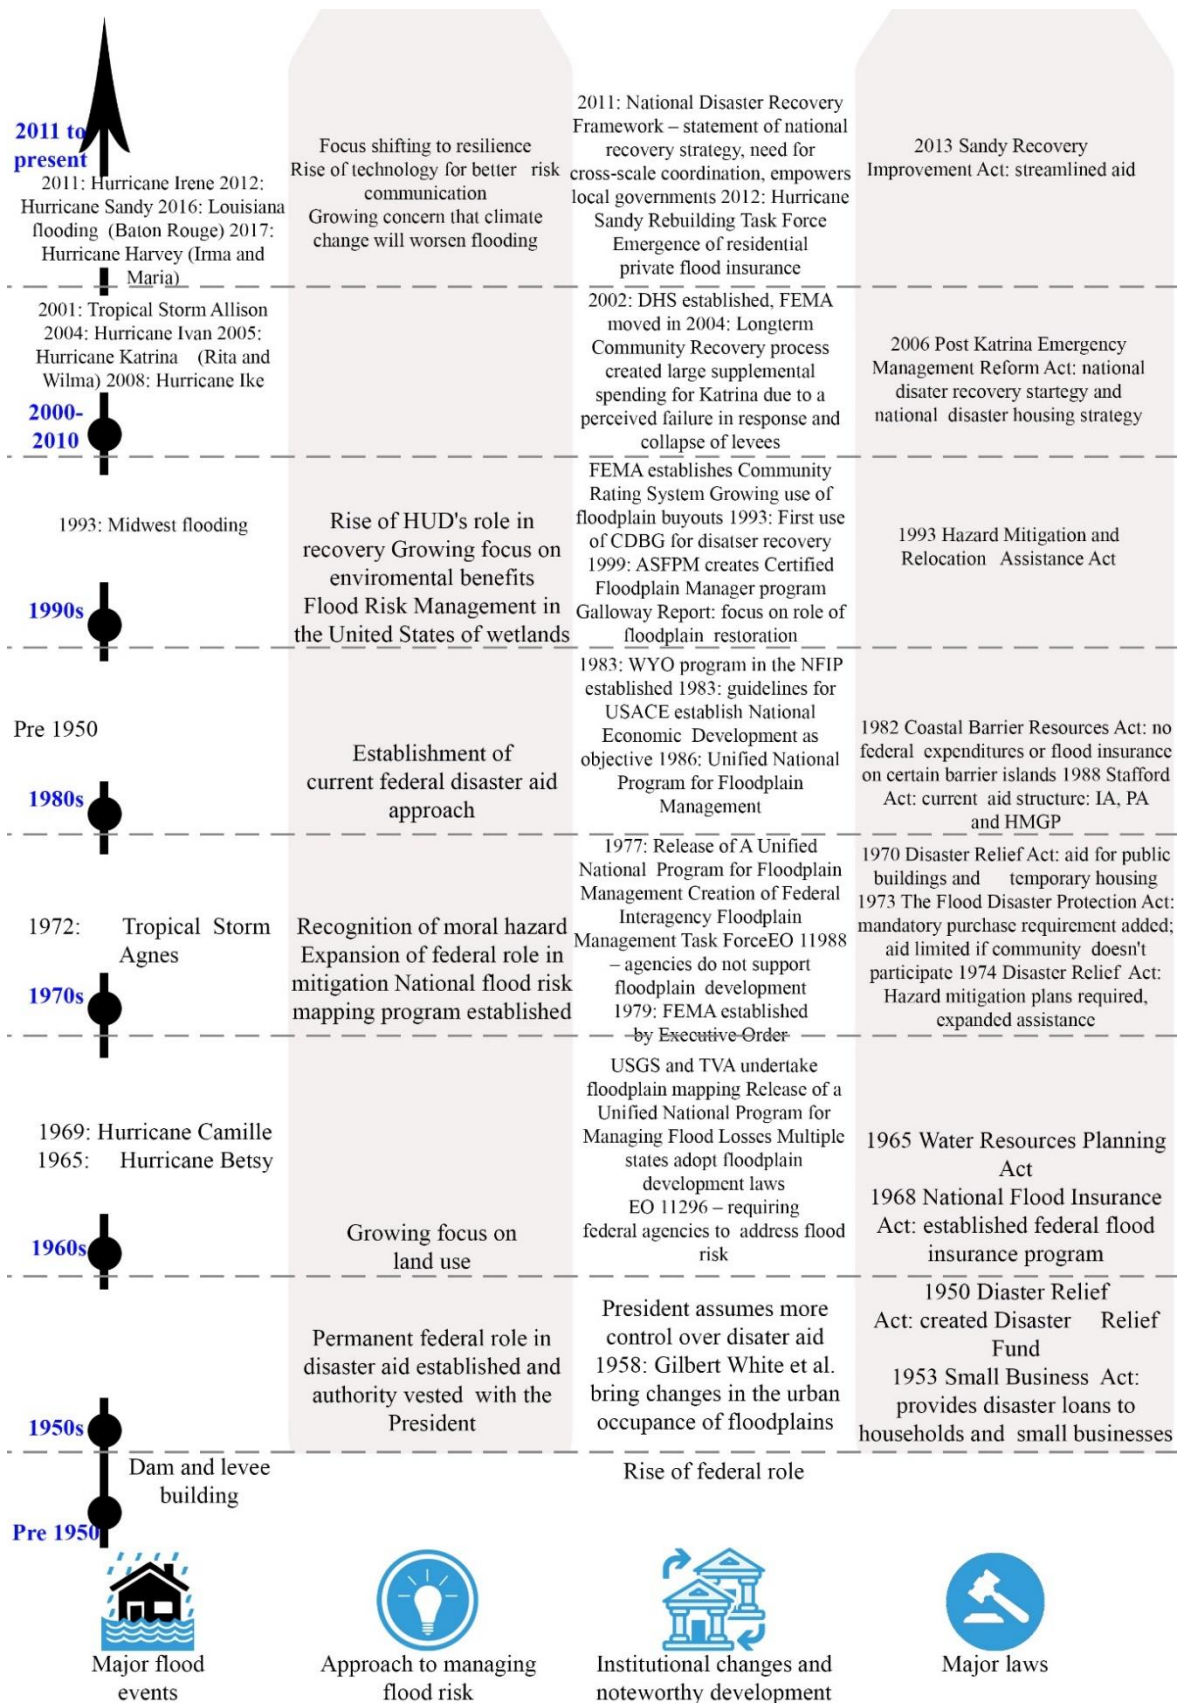 2011 to
present
2011: Hurricane Irene 2012:
Hurricane Sandy 2016: Louisiana
flooding (Baton Rouge) 2017:
Hurricane Harvey (Irma and
Maria)
Focus shifting to resilience
Rise of technology for better risk
communication
Growing concern that climate
change will worsen flooding
2011: National Disaster Recovery
Framework – statement of national
recovery strategy, need for
cross-scale coordination, empowers
local governments 2012: Hurricane
Sandy Rebuilding Task Force
Emergence of residential
private flood insurance
2013 Sandy Recovery
Improvement Act: streamlined aid
2001: Tropical Storm Allison
2004: Hurricane Ivan 2005:
Hurricane Katrina (Rita and
Wilma) 2008: Hurricane Ike
2000-
2010
2002: DHS established, FEMA
moved in 2004: Longterm
Community Recovery process
created large supplemental
spending for Katrina due to a
perceived failure in response and
collapse of levees
2006 Post Katrina Emergency
Management Reform Act: national
disater recovery startegy and
national disaster housing strategy
1993: Midwest flooding
1990s
Rise of HUD's role in
recovery Growing focus on
enviromental benefits
Flood Risk Management in
the United States of wetlands
FEMA establishes Community
Rating System Growing use of
floodplain buyouts 1993: First use
of CDBG for disatser recovery
1999: ASFPM creates Certified
Floodplain Manager program
Galloway Report: focus on role of
floodplain restoration
1993 Hazard Mitigation and
Relocation Assistance Act
Pre 1950
1980s
Establishment of
current federal disaster aid
approach
1983: WYO program in the NFIP
established 1983: guidelines for
USACE establish National
Economic Development as
objective 1986: Unified National
Program for Floodplain
Management
1982 Coastal Barrier Resources Act: no
federal expenditures or flood insurance
on certain barrier islands 1988 Stafford
Act: current aid structure: IA, PA
and HMGP
1972: Tropical Storm
Agnes
1970s
Recognition of moral hazard
Expansion of federal role in
mitigation National flood risk
mapping program established
1977: Release of A Unified
National Program for Floodplain
Management Creation of Federal
Interagency Floodplain
Management Task ForceEO 11988
– agencies do not support
floodplain development
1979: FEMA established
by Executive Order
1970 Disaster Relief Act: aid for public
buildings and temporary housing
1973 The Flood Disaster Protection Act:
mandatory purchase requirement added;
aid limited if community doesn't
participate 1974 Disaster Relief Act:
Hazard mitigation plans required,
expanded assistance
1969: Hurricane Camille
1965: Hurricane Betsy
1960s
Growing focus on
land use
USGS and TVA undertake
floodplain mapping Release of a
Unified National Program for
Managing Flood Losses Multiple
states adopt floodplain
development laws
EO 11296 – requiring
federal agencies to address flood
risk
1965 Water Resources Planning
Act
1968 National Flood Insurance
Act: established federal flood
insurance program
1950s
Permanent federal role in
disaster aid established and
authority vested with the
President
President assumes more
control over disater aid
1958: Gilbert White et al.
bring changes in the urban
occupance of floodplains
1950 Diaster Relief
Act: created Disaster Relief
Fund
1953 Small Business Act:
provides disaster loans to
households and small businesses
Dam and levee
building
Pre 1950
Rise of federal role
Major flood
events
Approach to managing
flood risk
Institutional changes and
noteworthy development
Major laws